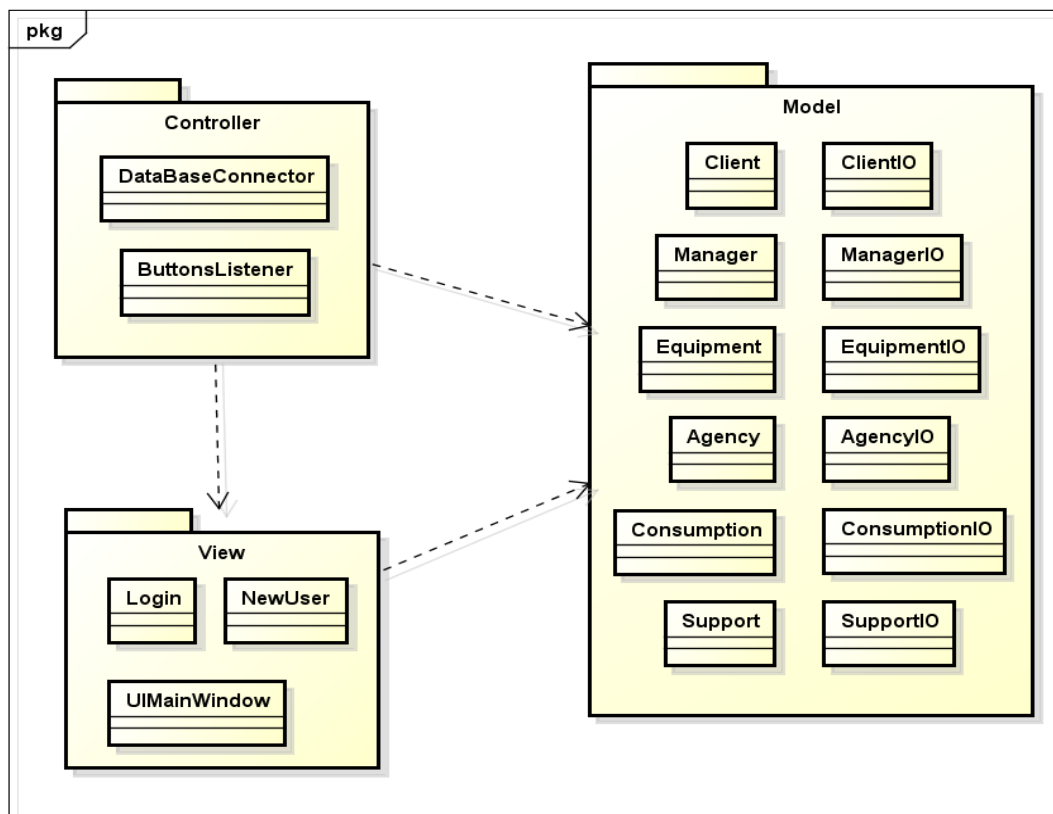 pkg
Controller
DataBaseConnector
ButtonsListener
View
Login
NewUser
UIMainWindow
Model
Client
ClientIO
Manager
ManagerIO
Equipment
EquipmentIO
Agency
AgencyIO
Consumption
ConsumptionIO
Support
SupportIO